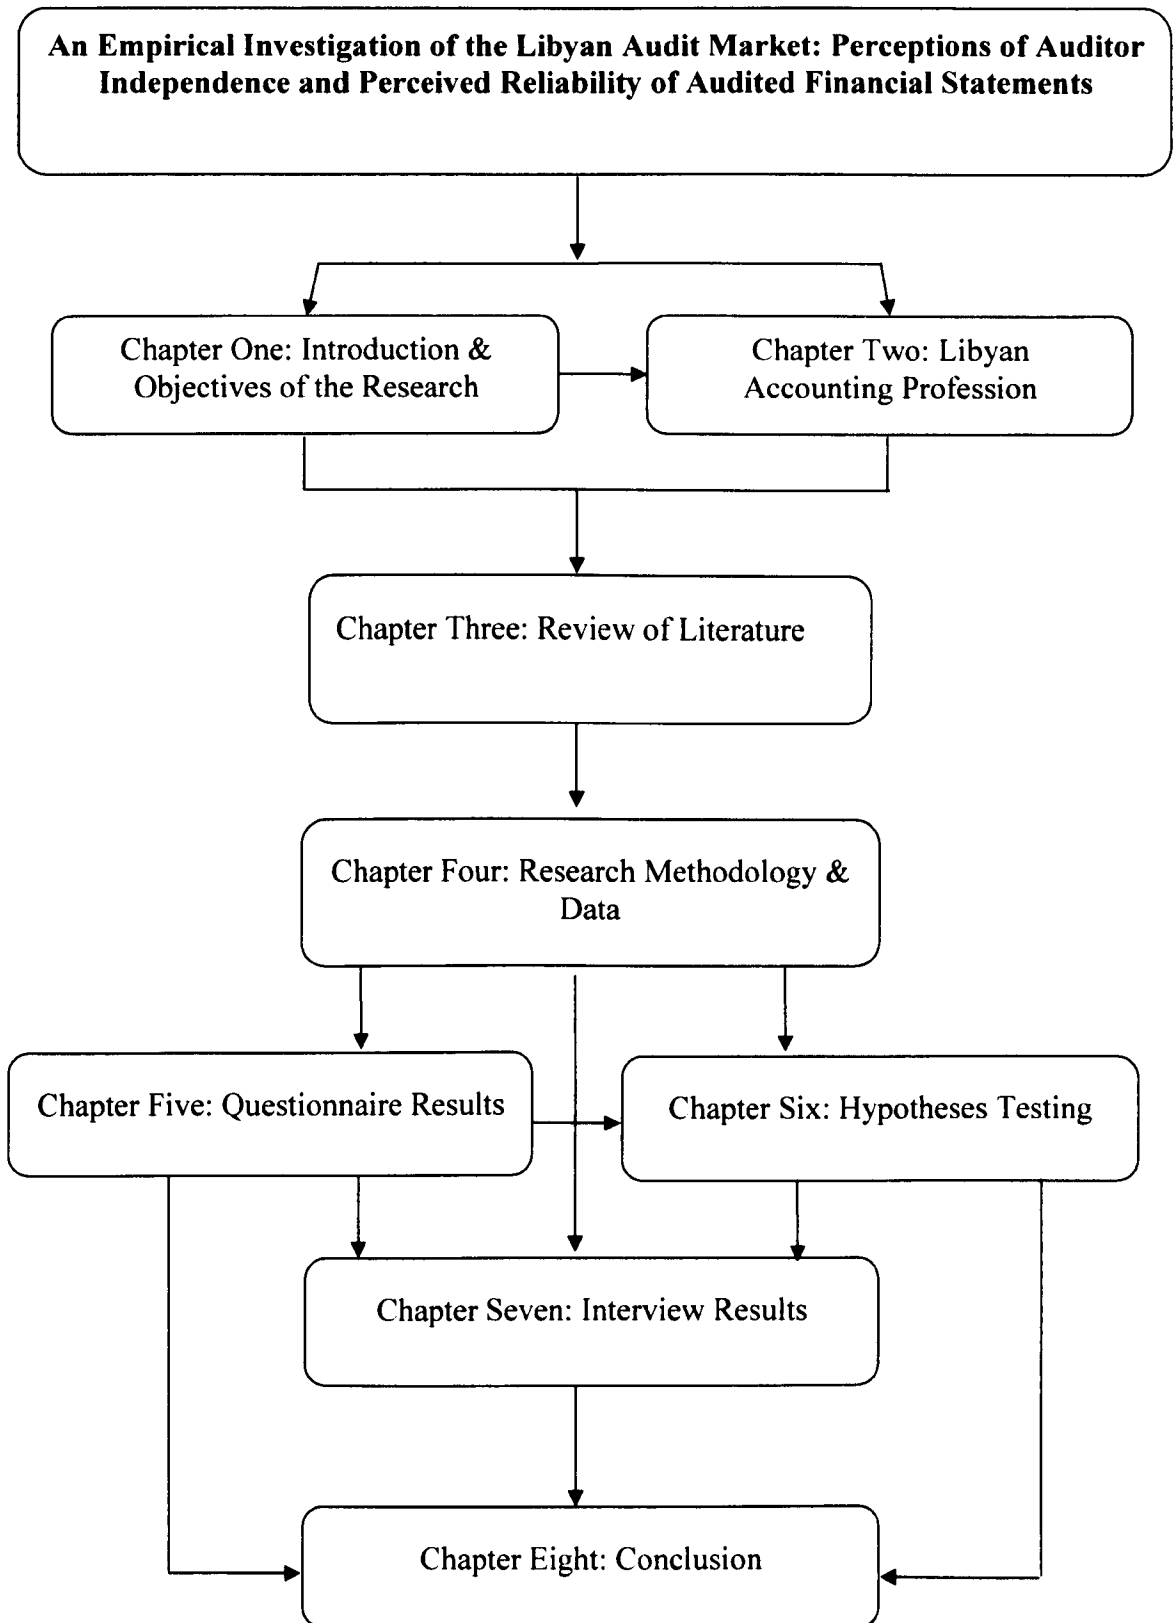 An Empirical Investigation of the Libyan Audit Market: Perceptions of Auditor
Independence and Perceived Reliability of Audited Financial Statements
Chapter One: Introduction &
Objectives of the Research
Chapter Two: Libyan
Accounting Profession
Chapter Three: Review of Literature
Chapter Four: Research Methodology &
Data
Chapter Five: Questionnaire Results
Chapter Six: Hypotheses Testing
Chapter Seven: Interview Results
Chapter Eight: Conclusion